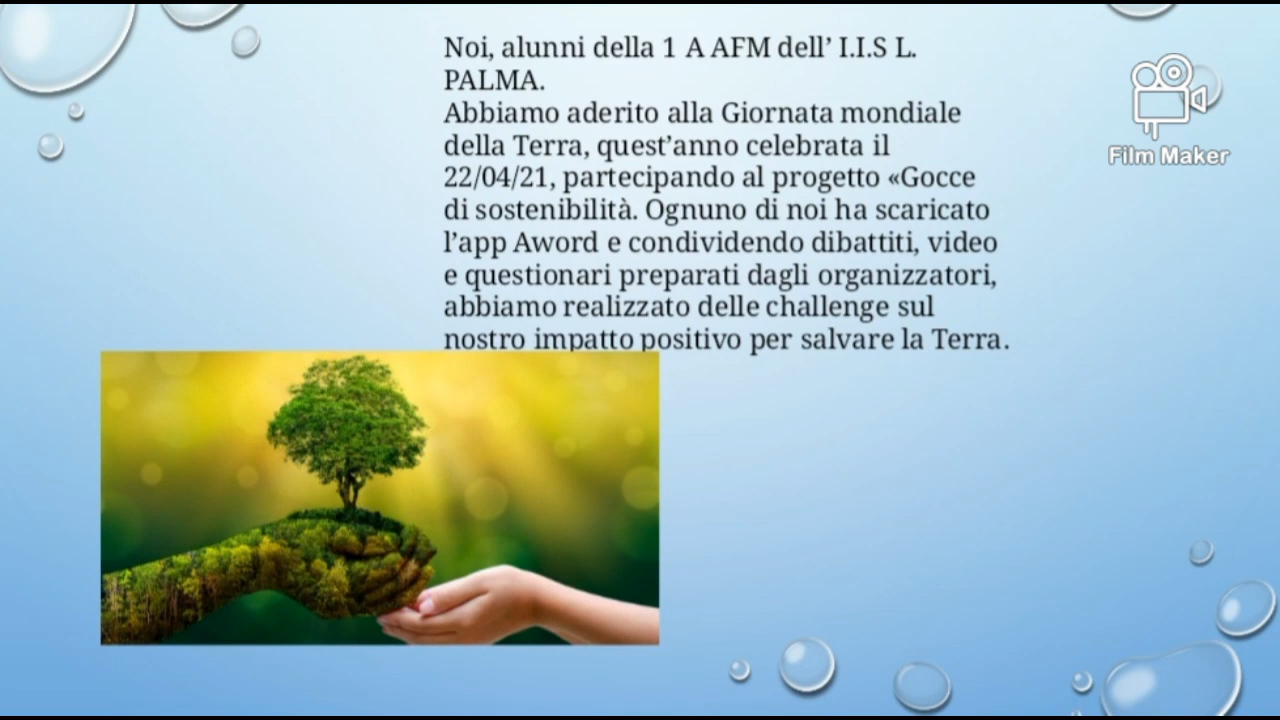 Noi, alunni della 1 A AFM dell’ I.I.S L.
PALMA.
Abbiamo aderito alla Giornata mondiale
della Terra, quest’anno celebrata il
22/04/21, partecipando al progetto «Gocce
di sostenibilità. Ognuno di noi ha scaricato
l’app Aword e condividendo dibattiti, video
e questionari preparati dagli organizzatori,
abbiamo realizzato delle challenge sul
nostro impatto positivo per salvare la Terra.
Film Maker